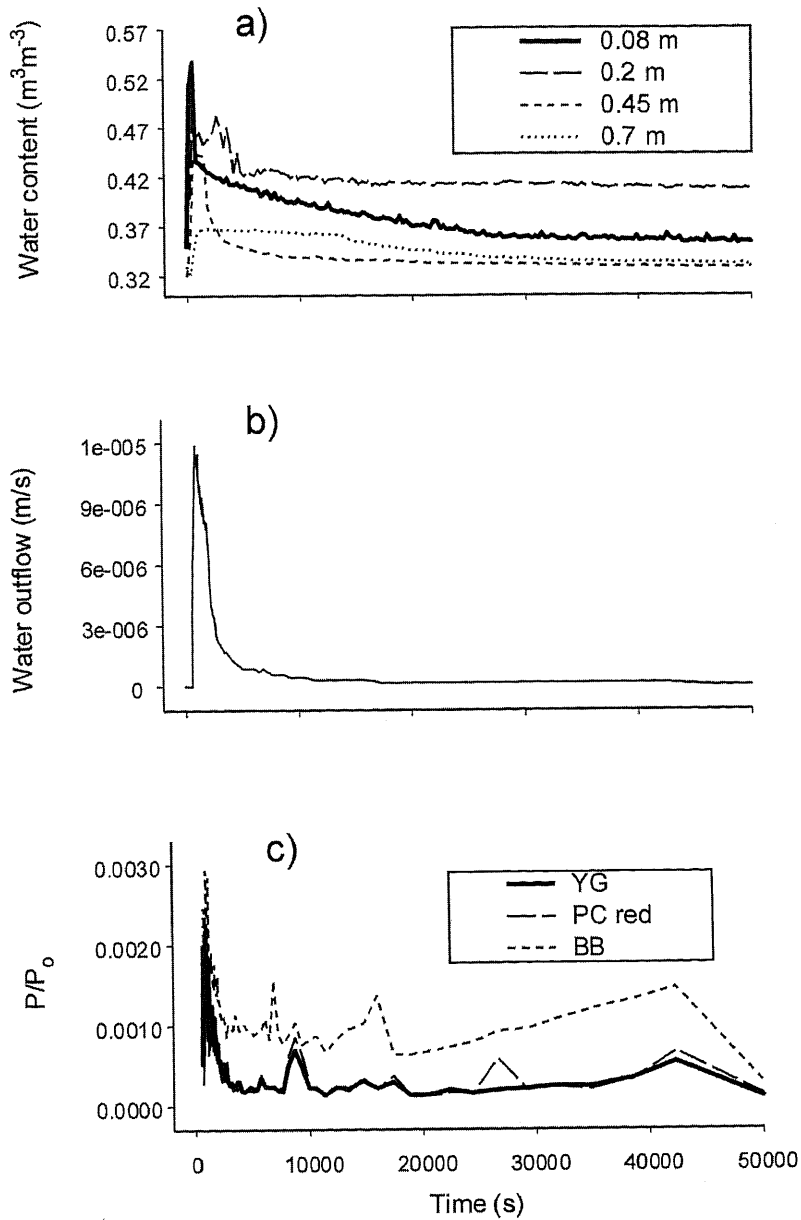 a)
Water content (m³m⁻³)
0.57
0.52
0.47
0.42
0.37
0.32
0.08 m
0.2 m
0.45 m
0.7 m
b)
Water outflow (m/s)
1e-005
9e-006
6e-006
3e-006
0
c)
P/Pₒ
0.0030
0.0020
0.0010
0.0000
YG
PC red
BB
0
10000
20000
30000
40000
50000
Time (s)